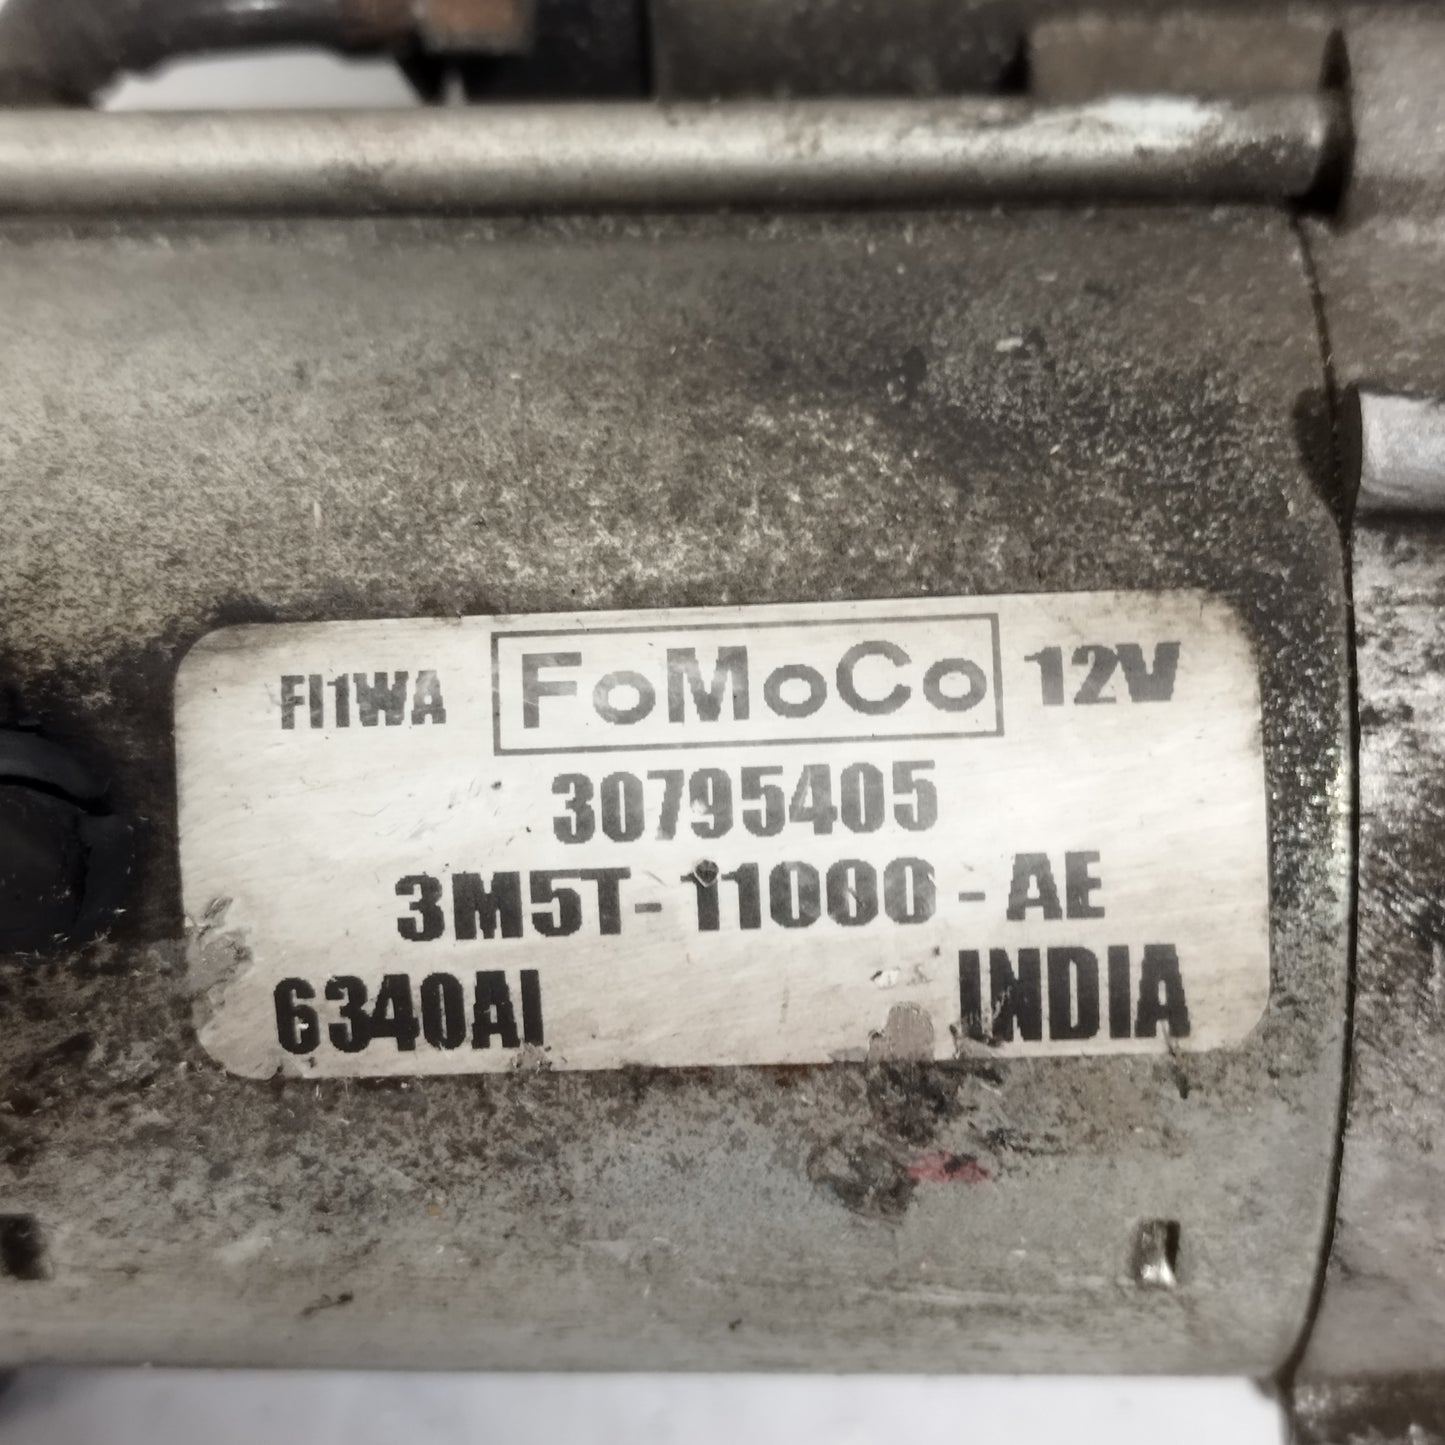 FI1WA FoMoCo 12V
30795405
3M5T-11000-AE
6340AI INDIA